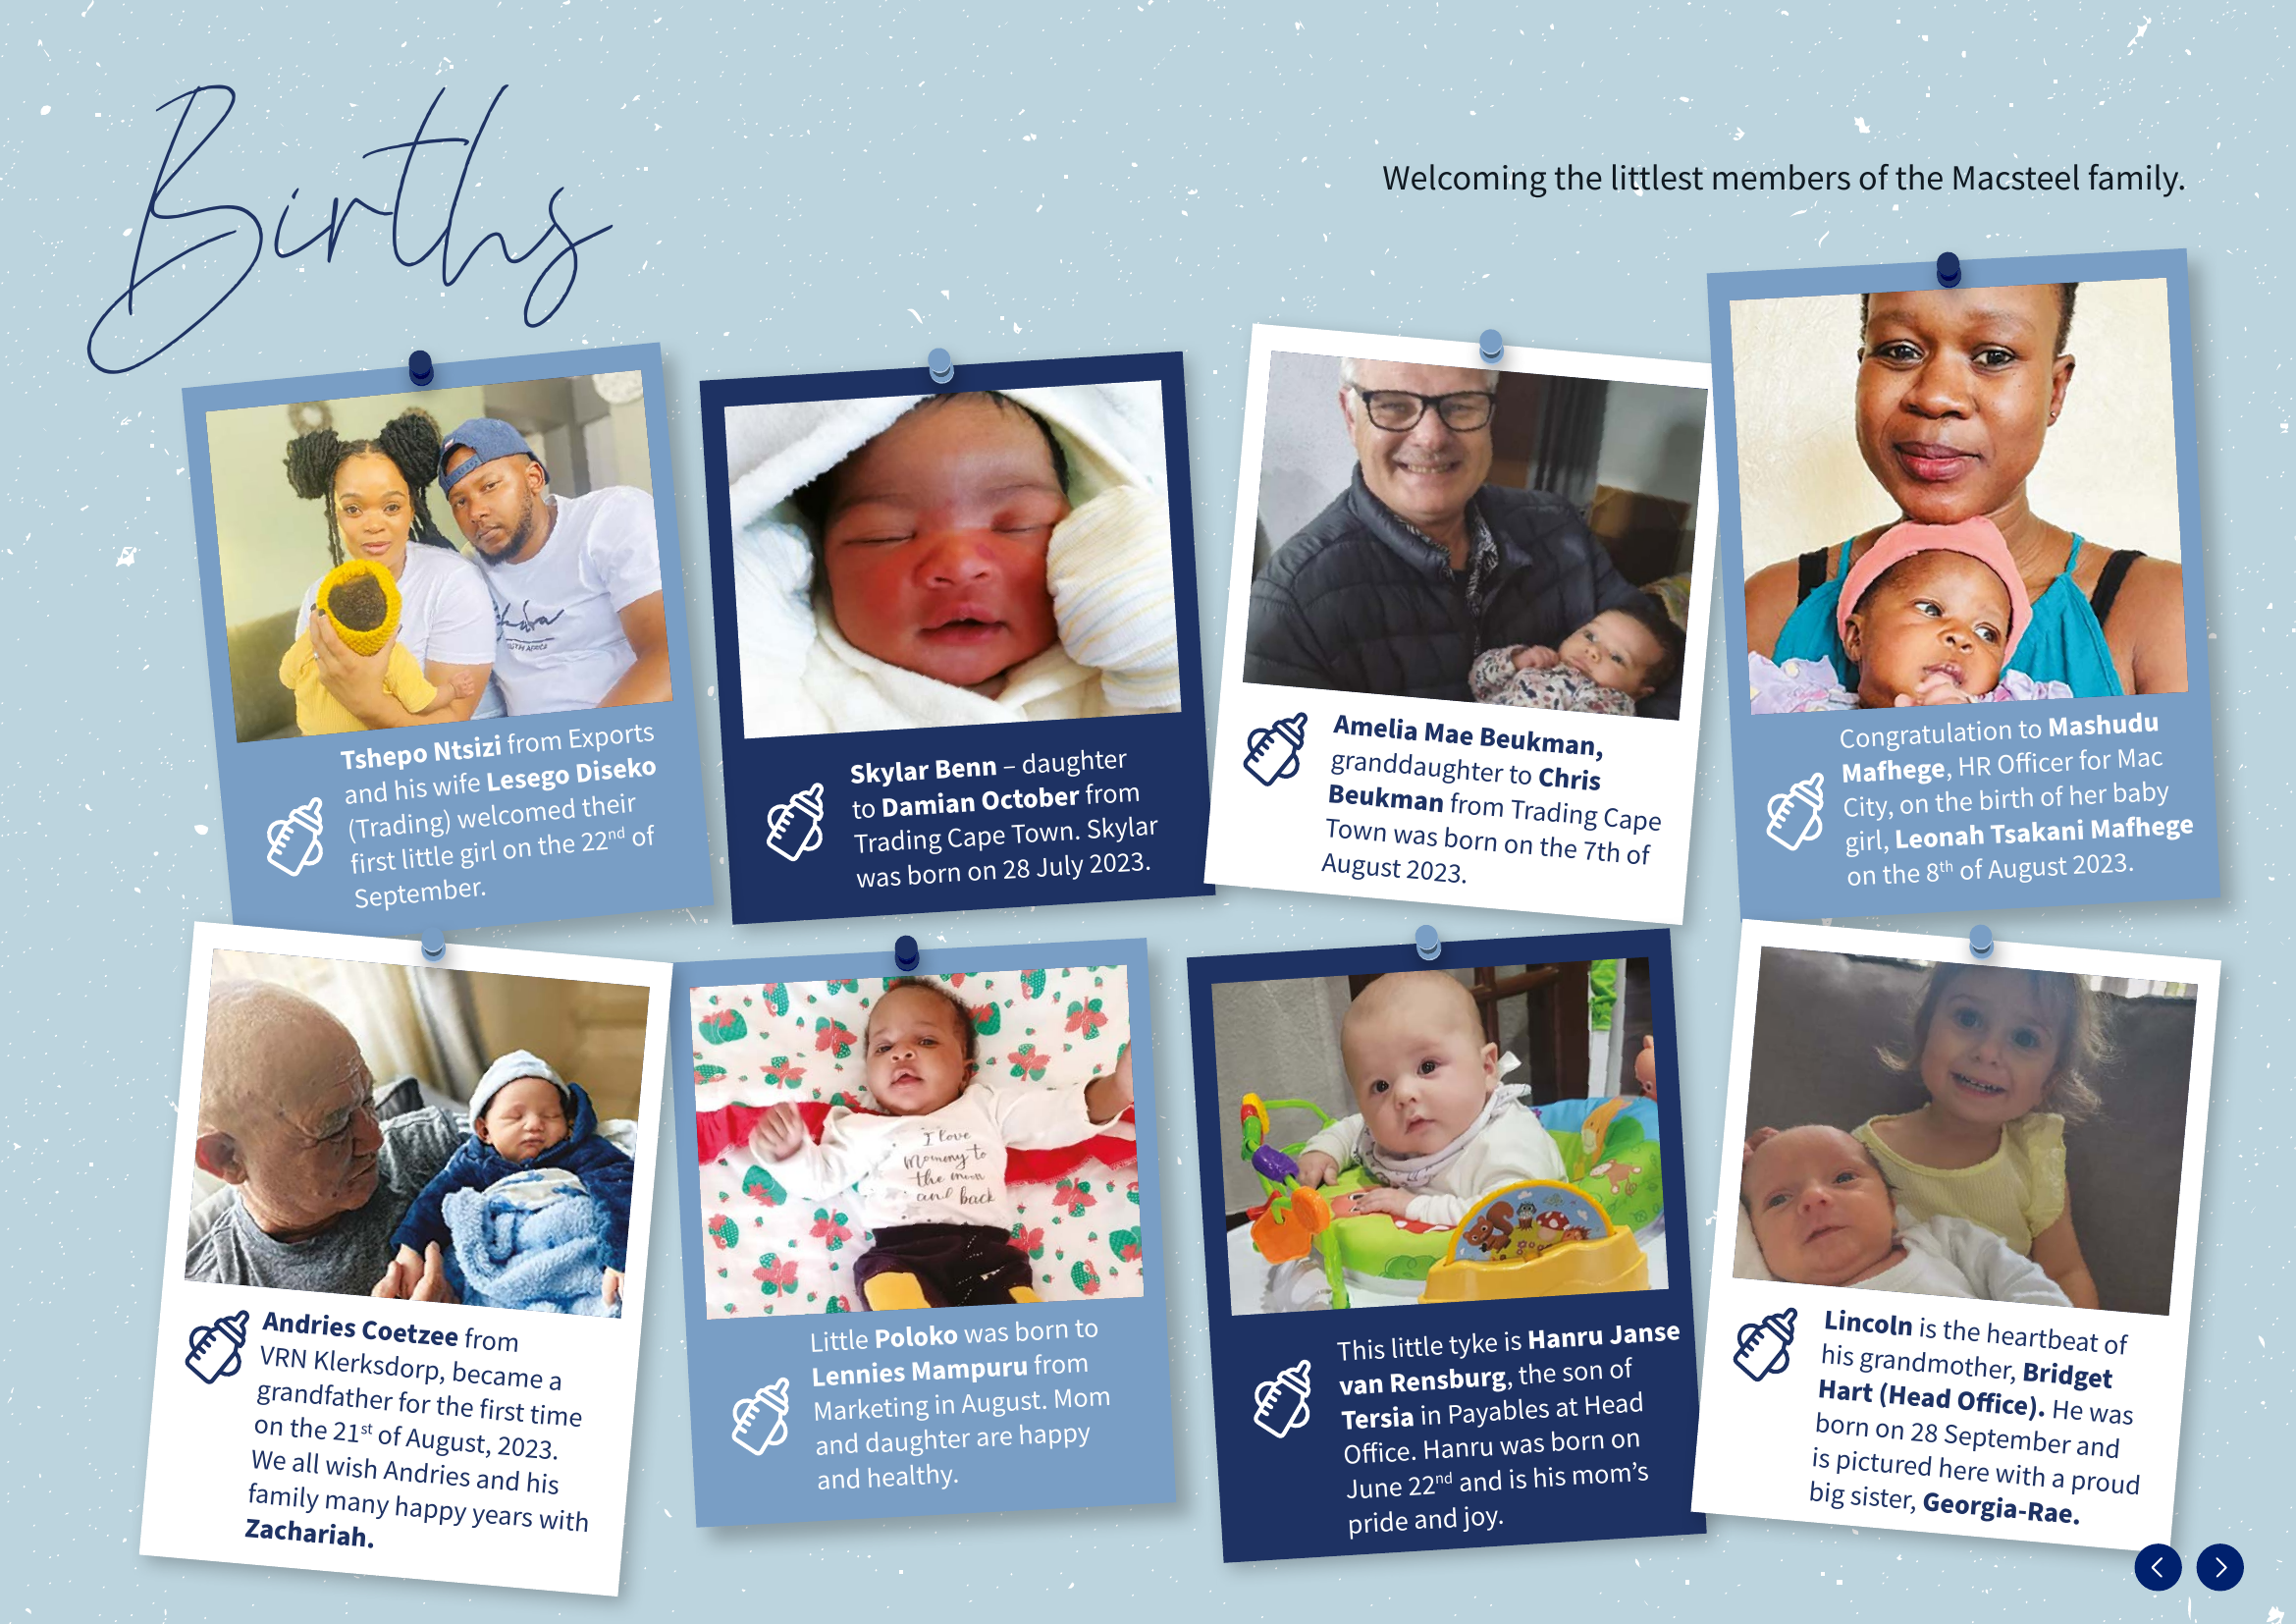 Births
Welcoming the littlest members of the Macsteel family.
Tshepo Ntsizi from Exports
and his wife Lesego Diseko
(Trading) welcomed their
first little girl on the 22nd of
September.
Skylar Benn – daughter
to Damian October from
Trading Cape Town. Skylar
was born on 28 July 2023.
Amelia Mae Beukman,
granddaughter to Chris
Beukman from Trading Cape
Town was born on the 7th of
August 2023.
Congratulation to Mashudu
Mafhege, HR Officer for Mac
City, on the birth of her baby
girl, Leonah Tsakani Mafhege
on the 8th of August 2023.
Andries Coetzee from
VRN Klerksdorp, became a
grandfather for the first time
on the 21st of August, 2023.
We all wish Andries and his
family many happy years with
Zachariah.
I love
Mommy to
the moon
and back
Little Poloko was born to
Lennies Mampuru from
Marketing in August. Mom
and daughter are happy
and healthy.
This little tyke is Hanru Janse
van Rensburg, the son of
Tersia in Payables at Head
Office. Hanru was born on
June 22nd and is his mom's
pride and joy.
Lincoln is the heartbeat of
his grandmother, Bridget
Hart (Head Office). He was
born on 28 September and
is pictured here with a proud
big sister, Georgia-Rae.